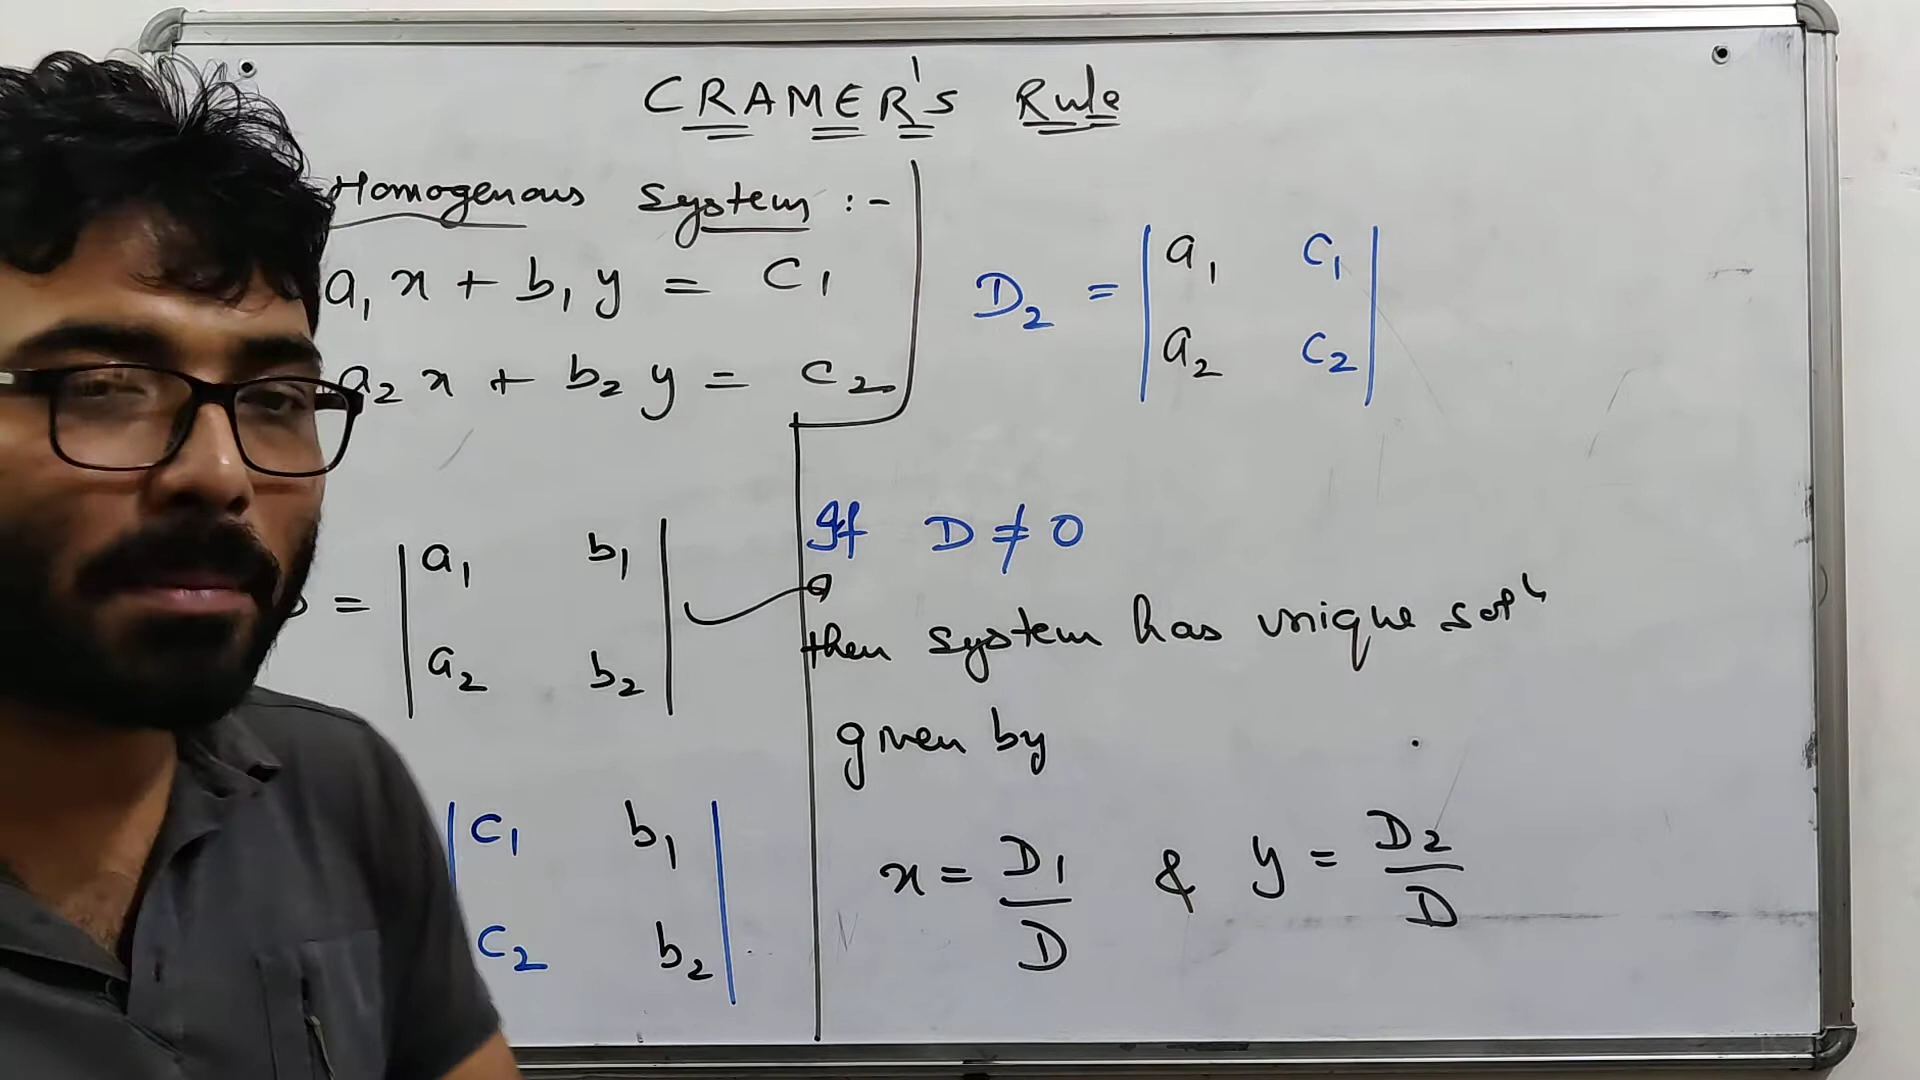 CRAMER's Rule
Homogenous system :-
a₁x + b₁y = C₁
a₂x + b₂y = C₂
= | a₁ b₁ |
| a₂ b₂ |
| C₁ b₁ |
| C₂ b₂ |
D₂ = | a₁ C₁ |
| a₂ C₂ |
If D ≠ 0
then system has unique solⁿ
given by
x = D₁/D & y = D₂/D